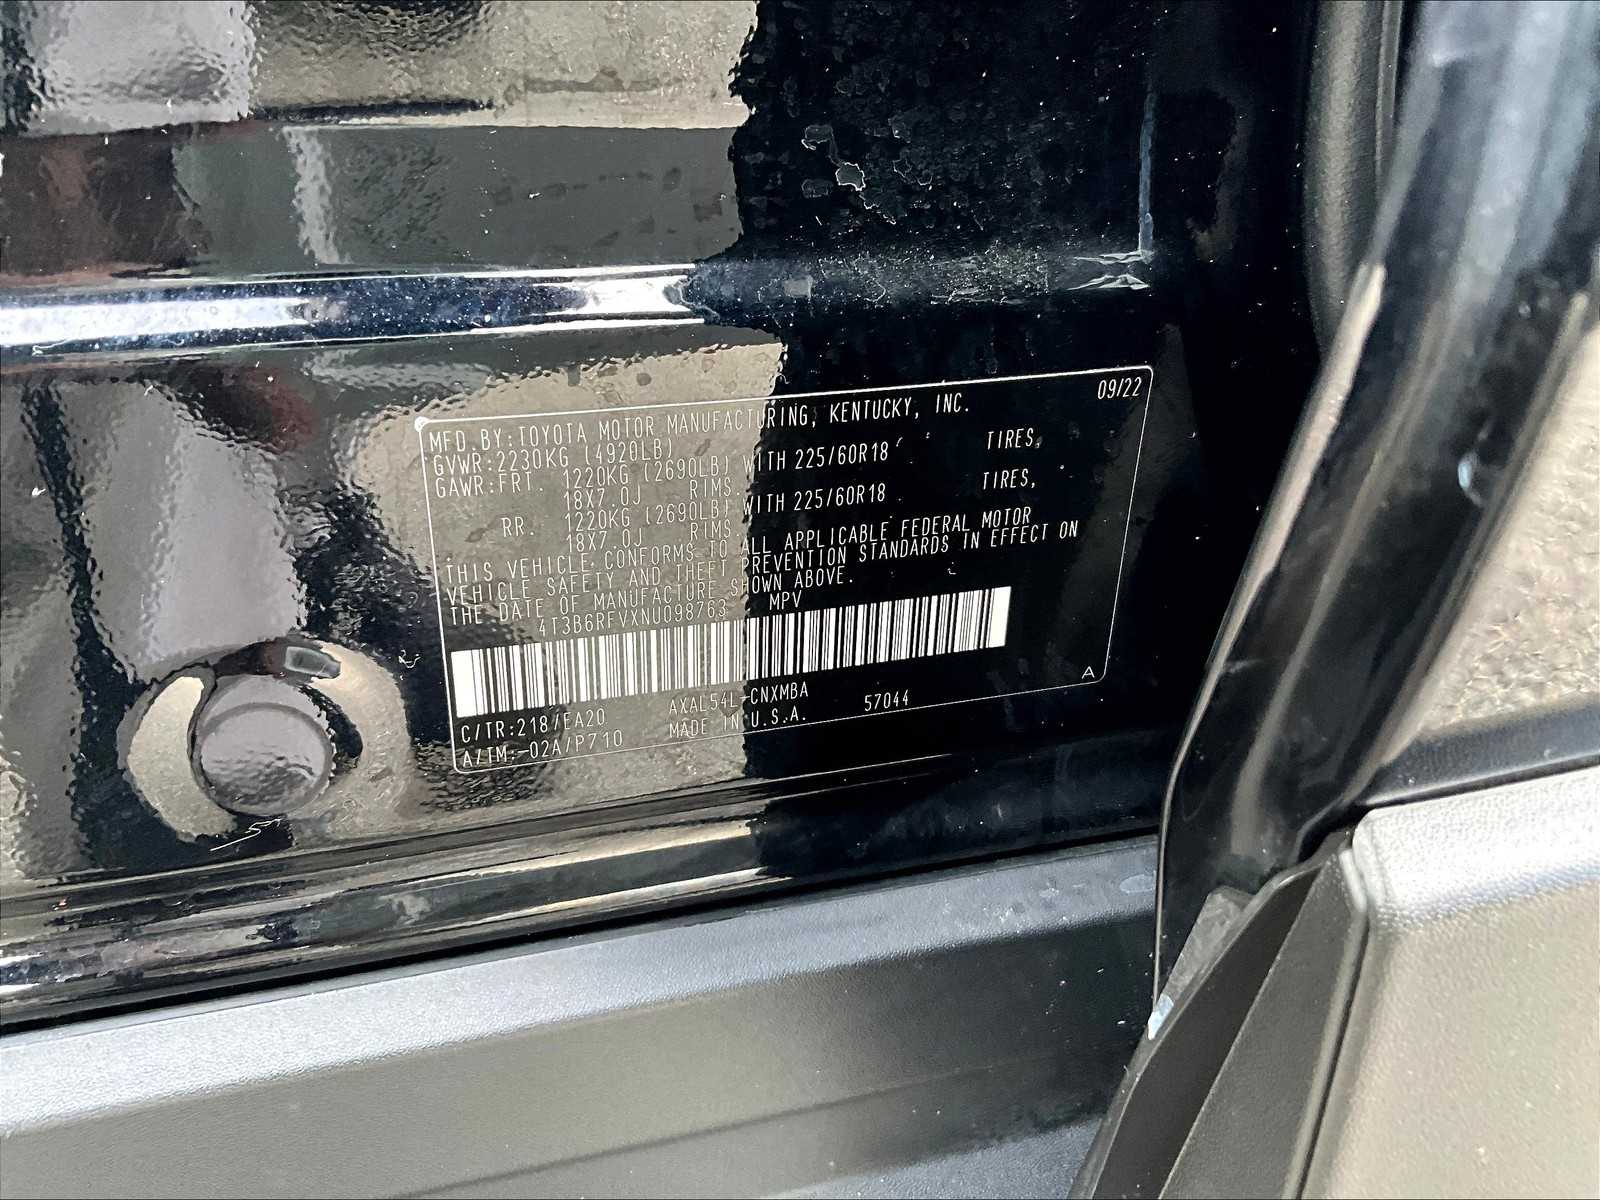 MFD.BY:TOYOTA MOTOR MANUFACTURING, KENTUCKY, INC. 09/22
GVWR:2230KG (4920LB)
GAWR:FRT. 1220KG (2690LB) WITH 225/60R18 TIRES,
18X7.0J RIMS.
RR. 1220KG (2690LB) WITH 225/60R18 TIRES,
18X7.0J RIMS.
THIS VEHICLE CONFORMS TO ALL APPLICABLE FEDERAL MOTOR
VEHICLE SAFETY AND THEFT PREVENTION STANDARDS IN EFFECT ON
THE DATE OF MANUFACTURE SHOWN ABOVE.
4T3B6RFVXNU098763 MPV
C/TR:218/EA20 AXAL54L-CNXMBA 57044 A
A/TM:-02A/P710 MADE IN U.S.A.